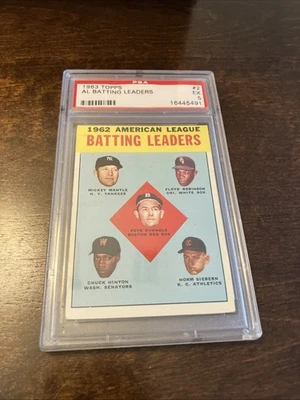 PSA
1963 TOPPS #2
AL BATTING LEADERS EX
5
16445491
1962 AMERICAN LEAGUE
BATTING LEADERS
MICKEY MANTLE
N. Y. YANKEES
FLOYD ROBINSON
CHI. WHITE SOX
PETE RUNNELS
BOSTON RED SOX
CHUCK HINTON
WASH. SENATORS
NORM SIEBERN
K. C. ATHLETICS